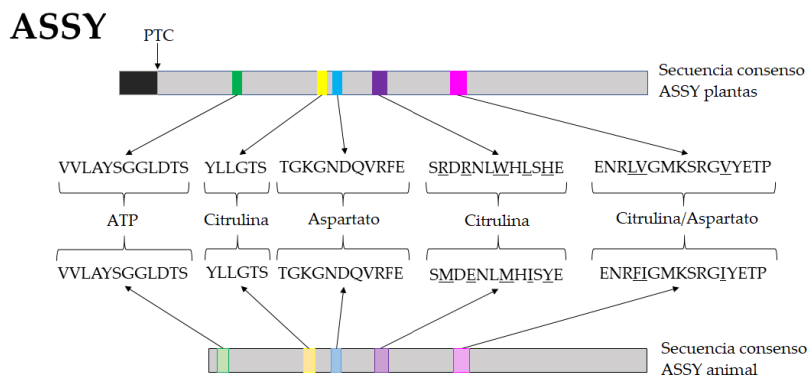 ASSY
PTC
Secuencia consenso
ASSY plantas
VVLAYSGGLDTS YLLGTS TGKGNDQVRFE SRDRNLWHLSHE ENRLVGMKSRGVYETP
ATP Citrulina Aspartato Citrulina Citrulina/Aspartato
VVLAYSGGLDTS YLLGTS TGKGNDQVRFE SMDENLMHISYE ENRFIGMKSRGIYETP
Secuencia consenso
ASSY animal